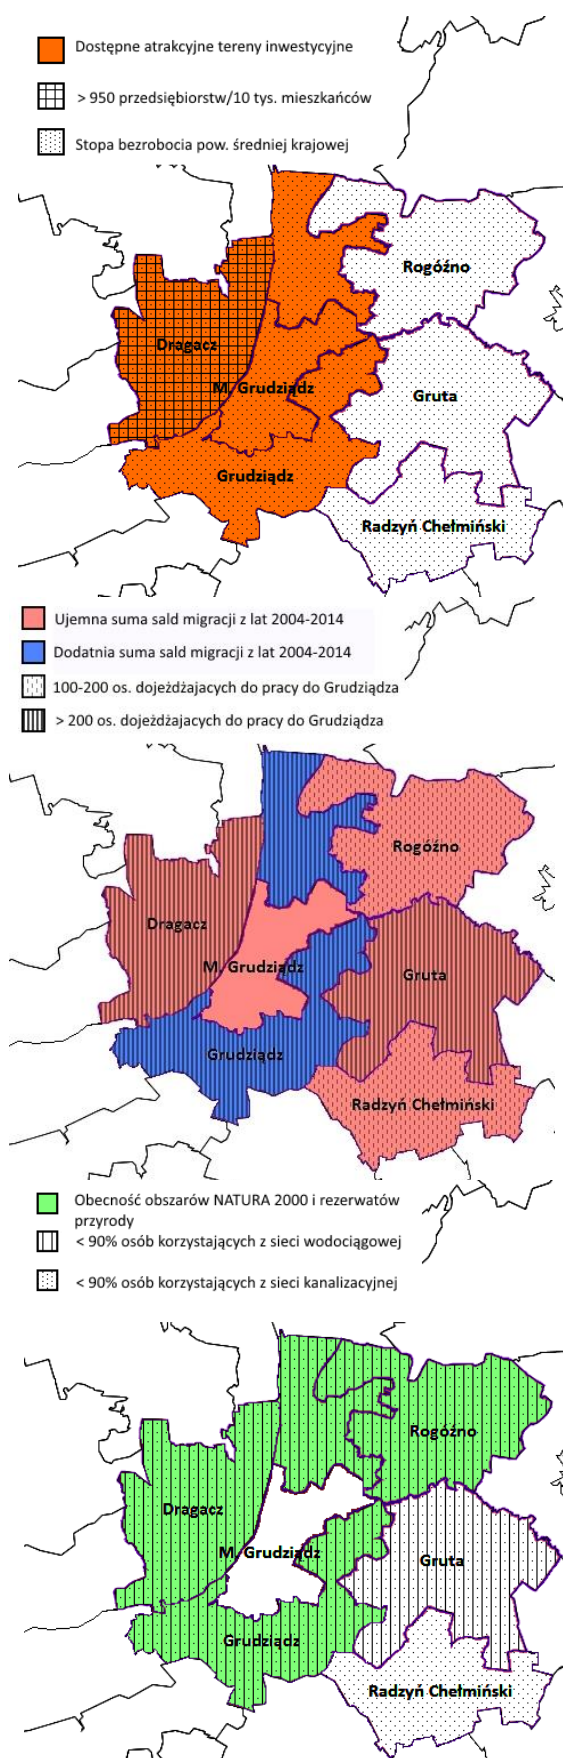 Dostępne atrakcyjne tereny inwestycyjne
> 950 przedsiębiorstw/10 tys. mieszkańców
Stopa bezrobocia pow. średniej krajowej
Rogóźno
Dragacz
M. Grudziądz
Gruta
Grudziądz
Radzyń Chełmiński
Ujemna suma sald migracji z lat 2004-2014
Dodatnia suma sald migracji z lat 2004-2014
100-200 os. dojeżdżajacych do pracy do Grudziądza
> 200 os. dojeżdżajacych do pracy do Grudziądza
Rogóźno
Dragacz
M. Grudziądz
Gruta
Grudziądz
Radzyń Chełmiński
Obecność obszarów NATURA 2000 i rezerwatów
przyrody
< 90% osób korzystających z sieci wodociągowej
< 90% osób korzystających z sieci kanalizacyjnej
Rogóźno
Dragacz
M. Grudziądz
Gruta
Grudziądz
Radzyń Chełmiński